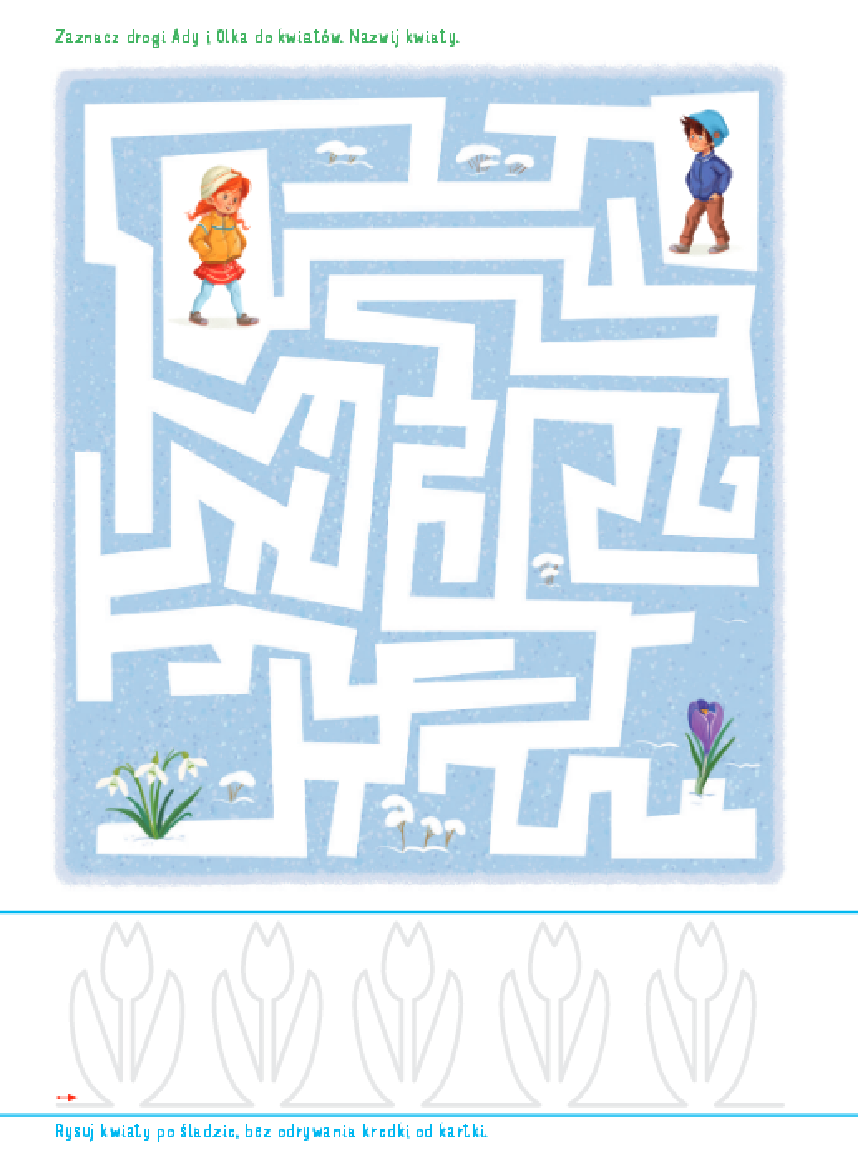 Zaznacz drogi Ady i Olka do kwiatów. Nazwij kwiaty.
Rysuj kwiaty po śladzie, bez odrywania kredki od kartki.